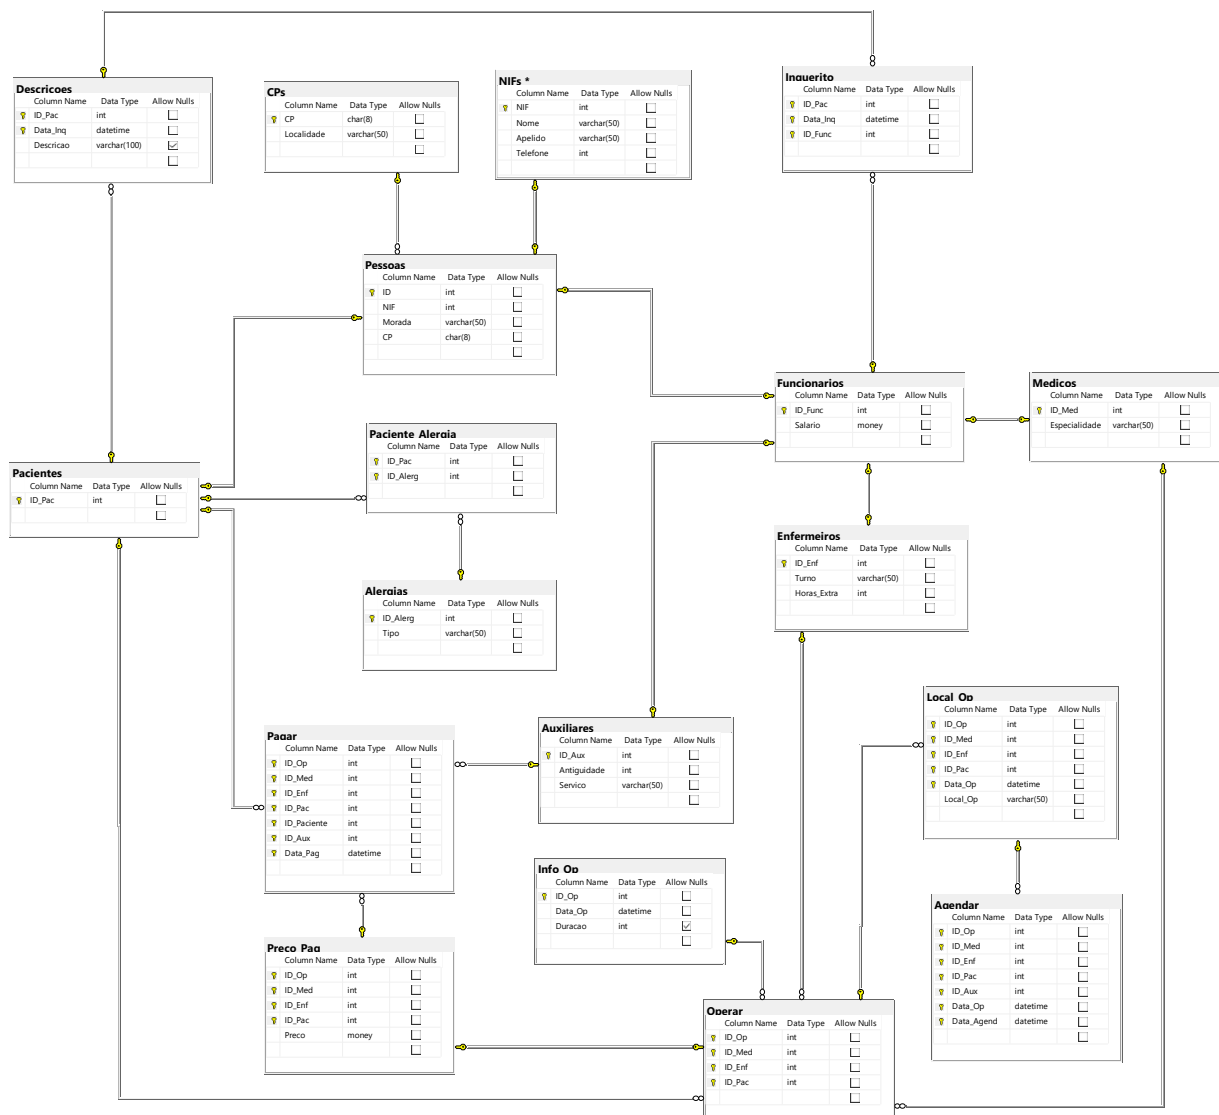 Descricoes
Column Name Data Type Allow Nulls
ID_Pac int
Data_Inq datetime
Descricao varchar(100)
CPs
Column Name Data Type Allow Nulls
CP char(8)
Localidade varchar(50)
NIFs *
Column Name Data Type Allow Nulls
NIF int
Nome varchar(50)
Apelido varchar(50)
Telefone int
Inquerito
Column Name Data Type Allow Nulls
ID_Pac int
Data_Inq datetime
ID_Func int
Pessoas
Column Name Data Type Allow Nulls
ID int
NIF int
Morada varchar(50)
CP char(8)
Funcionarios
Column Name Data Type Allow Nulls
ID_Func int
Salario money
Medicos
Column Name Data Type Allow Nulls
ID_Med int
Especialidade varchar(50)
Paciente_Alergia
Column Name Data Type Allow Nulls
ID_Pac int
ID_Alerg int
Pacientes
Column Name Data Type Allow Nulls
ID_Pac int
Enfermeiros
Column Name Data Type Allow Nulls
ID_Enf int
Turno varchar(50)
Horas_Extra int
Alergias
Column Name Data Type Allow Nulls
ID_Alerg int
Tipo varchar(50)
Local_Op
Column Name Data Type Allow Nulls
ID_Op int
ID_Med int
ID_Enf int
ID_Pac int
Data_Op datetime
Local_Op varchar(50)
Pagar
Column Name Data Type Allow Nulls
ID_Op int
ID_Med int
ID_Enf int
ID_Pac int
ID_Paciente int
ID_Aux int
Data_Pag datetime
Auxiliares
Column Name Data Type Allow Nulls
ID_Aux int
Antiguidade int
Servico varchar(50)
Info_Op
Column Name Data Type Allow Nulls
ID_Op int
Data_Op datetime
Duracao int
Agendar
Column Name Data Type Allow Nulls
ID_Op int
ID_Med int
ID_Enf int
ID_Pac int
ID_Aux int
Data_Op datetime
Data_Agend datetime
Preco_Pag
Column Name Data Type Allow Nulls
ID_Op int
ID_Med int
ID_Enf int
ID_Pac int
Preco money
Operar
Column Name Data Type Allow Nulls
ID_Op int
ID_Med int
ID_Enf int
ID_Pac int